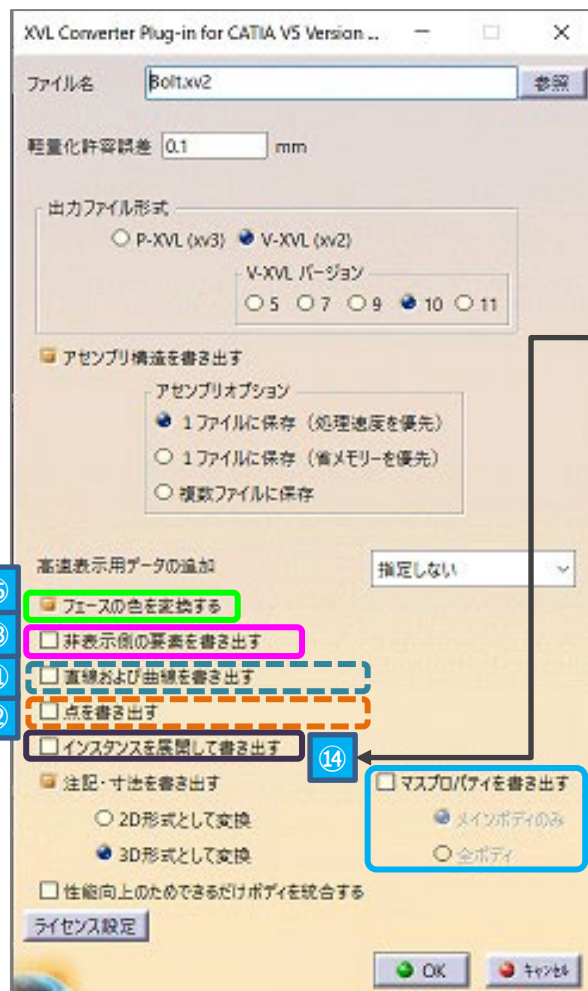 XVL Converter Plug-in for CATIA V5 Version ..
ファイル名 Bolt.xv2 参照
軽量化許容誤差 0.1 mm
出力ファイル形式
P-XVL (xv3) V-XVL (xv2)
V-XVL バージョン
5 7 9 10 11
アセンブリ構造を書き出す
アセンブリオプション
1ファイルに保存（処理速度を優先）
1ファイルに保存（省メモリーを優先）
複数ファイルに保存
高速表示用データの追加 指定しない
フェースの色を変換する
非表示側の要素を書き出す
直線および曲線を書き出す
点を書き出す
インスタンスを展開して書き出す ⑭
注記・寸法を書き出す マスプロパティを書き出す
2D形式として変換 メインボディのみ
3D形式として変換 全ボディ
性能向上のためできるだけボディを統合する
ライセンス設定
OK キャンセル